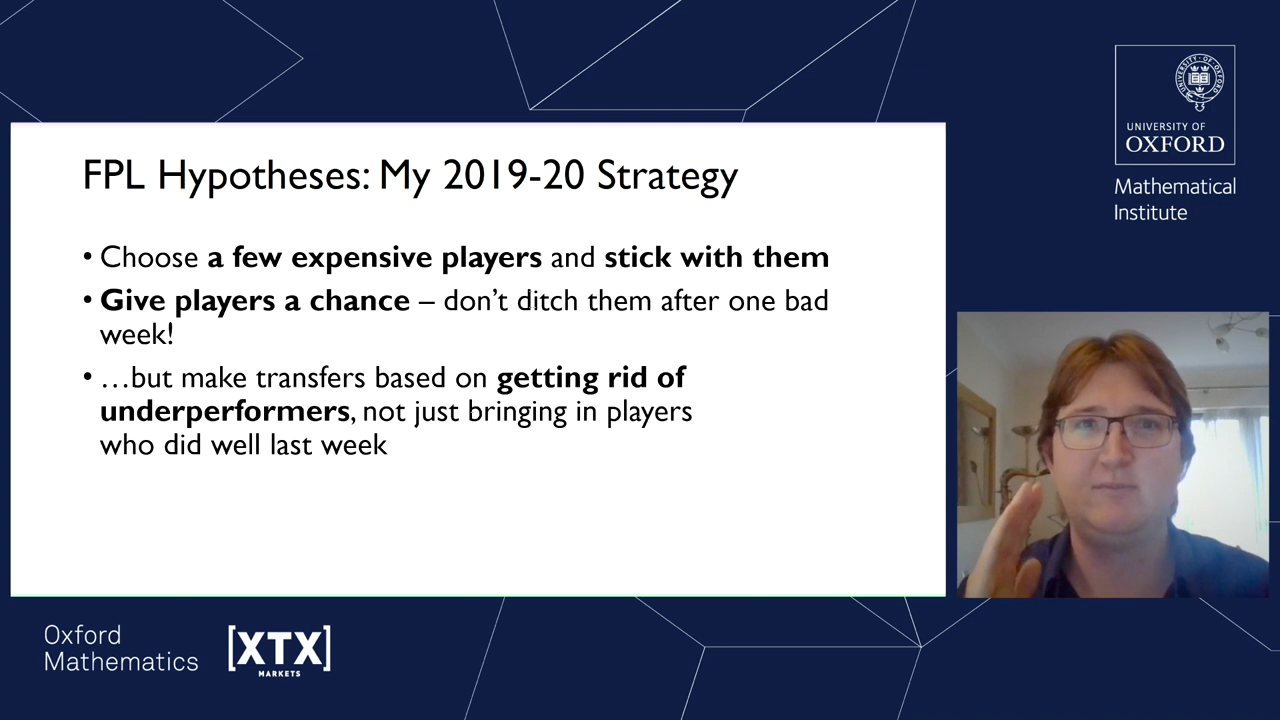 FPL Hypotheses: My 2019-20 Strategy
• Choose a few expensive players and stick with them
• Give players a chance – don’t ditch them after one bad
week!
• …but make transfers based on getting rid of
underperformers, not just bringing in players
who did well last week
UNIVERSITY OF
OXFORD
Mathematical
Institute
Oxford
Mathematics
[XTX]
MARKETS